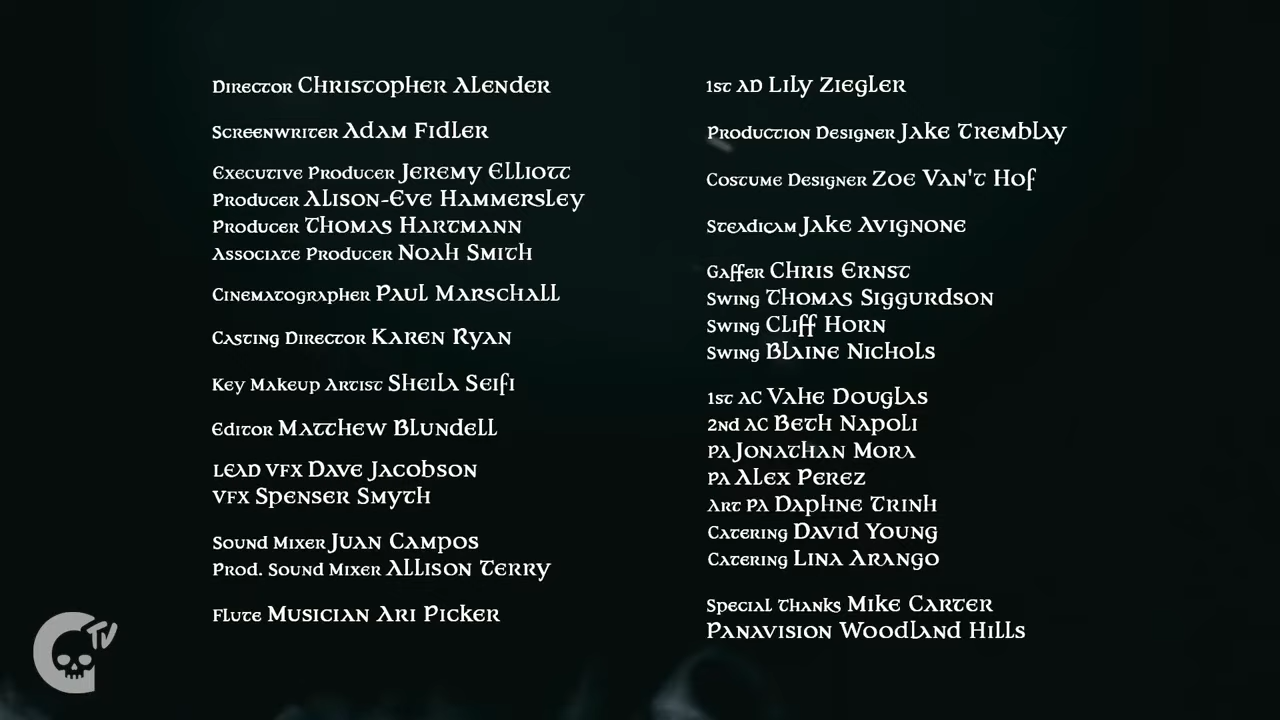 Director Christopher Alender
Screenwriter Adam Fidler
Executive Producer Jeremy Elliott
Producer Alison-Eve Hammersley
Producer Thomas Hartmann
Associate Producer Noah Smith
Cinematographer Paul Marschall
Casting Director Karen Ryan
Key Makeup Artist Sheila Seifi
Editor Matthew Blundell
Lead VFX Dave Jacobson
VFX Spenser Smyth
Sound Mixer Juan Campos
Prod. Sound Mixer Allison Terry
Flute Musician Ari Picker
1st AD Lily Ziegler
Production Designer Jake Tremblay
Costume Designer Zoe Van't Hof
Steadicam Jake Avignone
Gaffer Chris Ernst
Swing Thomas Siggurdson
Swing Cliff Horn
Swing Blaine Nichols
1st AC Vahe Douglas
2nd AC Beth Napoli
PA Jonathan Mora
PA Alex Perez
Art PA Daphne Trinh
Catering David Young
Catering Lina Arango
Special Thanks Mike Carter
Panavision Woodland Hills
TV